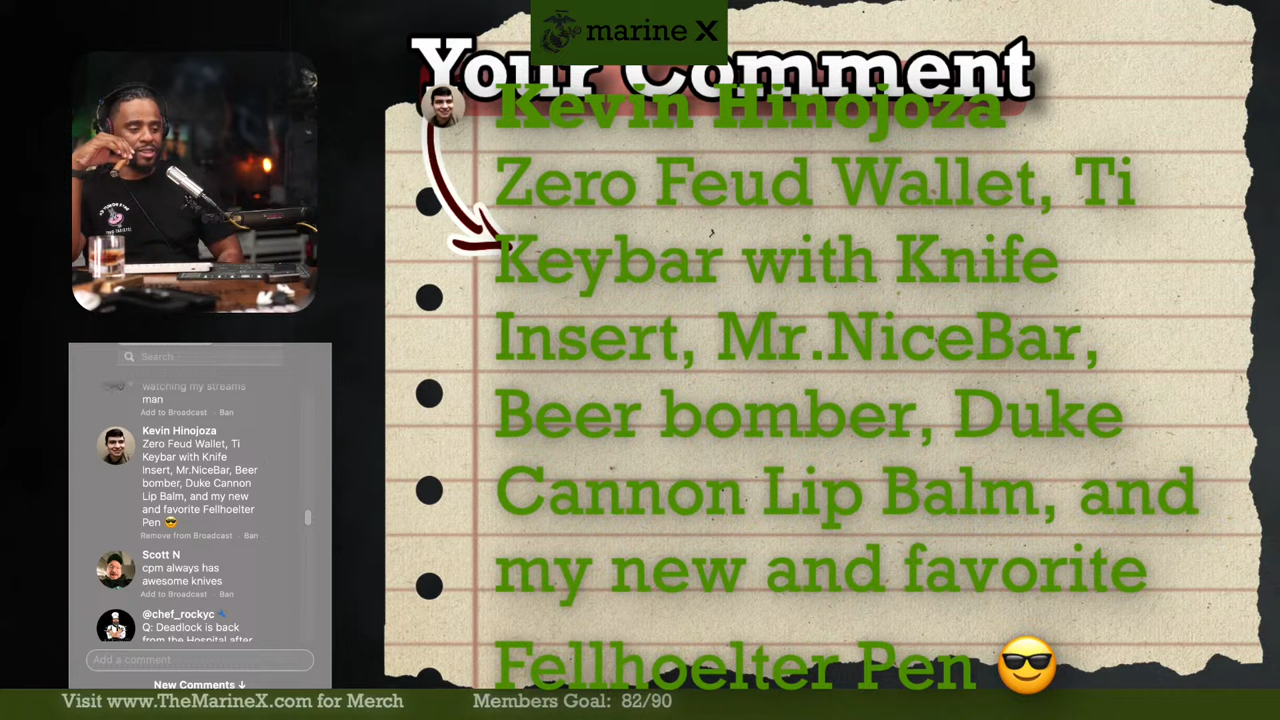 marine X
Your Comment
Kevin Hinojoza
Zero Feud Wallet, Ti
Keybar with Knife
Insert, Mr.NiceBar,
Beer bomber, Duke
Cannon Lip Balm, and
my new and favorite
Fellhoelter Pen 😎
Search
watching my streams
man
Add to Broadcast · Ban
Kevin Hinojoza
Zero Feud Wallet, Ti
Keybar with Knife
Insert, Mr.NiceBar, Beer
bomber, Duke Cannon
Lip Balm, and my new
and favorite Fellhoelter
Pen 😎
Remove from Broadcast · Ban
Scott N
cpm always has
awesome knives
Add to Broadcast · Ban
@chef_rockyc
Q: Deadlock is back
from the Hospital after
Add a comment
New Comments ↓
Visit www.TheMarineX.com for Merch
Members Goal: 82/90